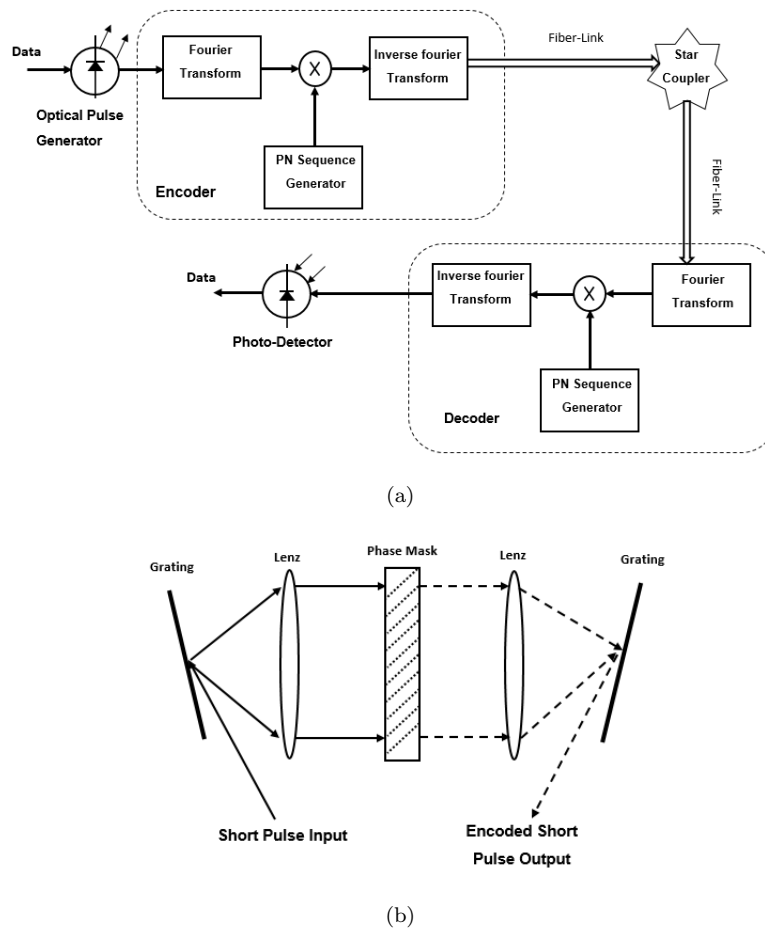 Data
Optical Pulse
Generator
Fourier
Transform
X
Inverse fourier
Transform
PN Sequence
Generator
Encoder
Fiber-Link
Star
Coupler
Fiber-Link
Data
Photo-Detector
Inverse fourier
Transform
X
Fourier
Transform
PN Sequence
Generator
Decoder
(a)
Grating
Lenz
Phase Mask
Lenz
Grating
Short Pulse Input
Encoded Short
Pulse Output
(b)